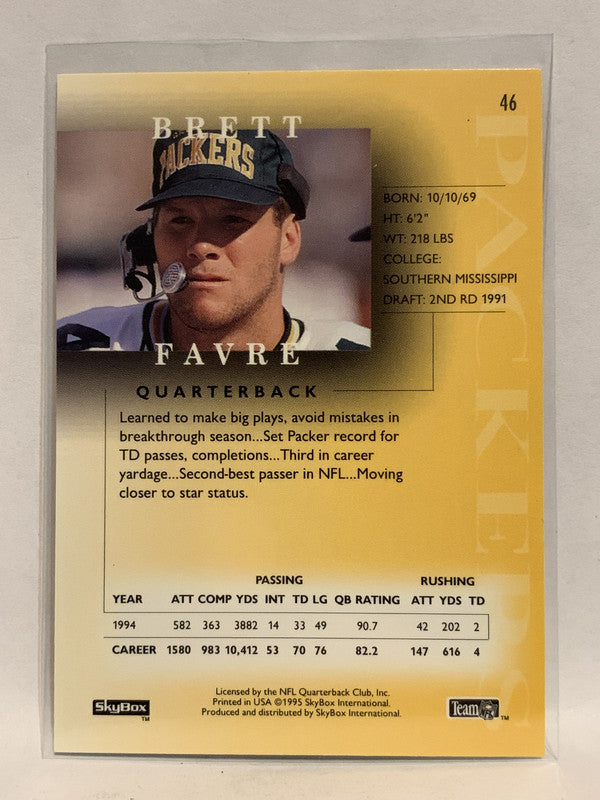 46
BRETT
PACKERS
FAVRE
BORN: 10/10/69
HT: 6'2"
WT: 218 LBS
COLLEGE:
SOUTHERN MISSISSIPPI
DRAFT: 2ND RD 1991
PACKERS
QUARTERBACK
Learned to make big plays, avoid mistakes in
breakthrough season...Set Packer record for
TD passes, completions...Third in career
yardage...Second-best passer in NFL...Moving
closer to star status.
PASSING RUSHING
YEAR ATT COMP YDS INT TD LG QB RATING ATT YDS TD
1994 582 363 3882 14 33 49 90.7 42 202 2
CAREER 1580 983 10,412 53 70 76 82.2 147 616 4
Licensed by the NFL Quarterback Club, Inc.
Printed in USA ©1995 SkyBox International.
Produced and distributed by SkyBox International.
SkyBox TM
Team NFL TM